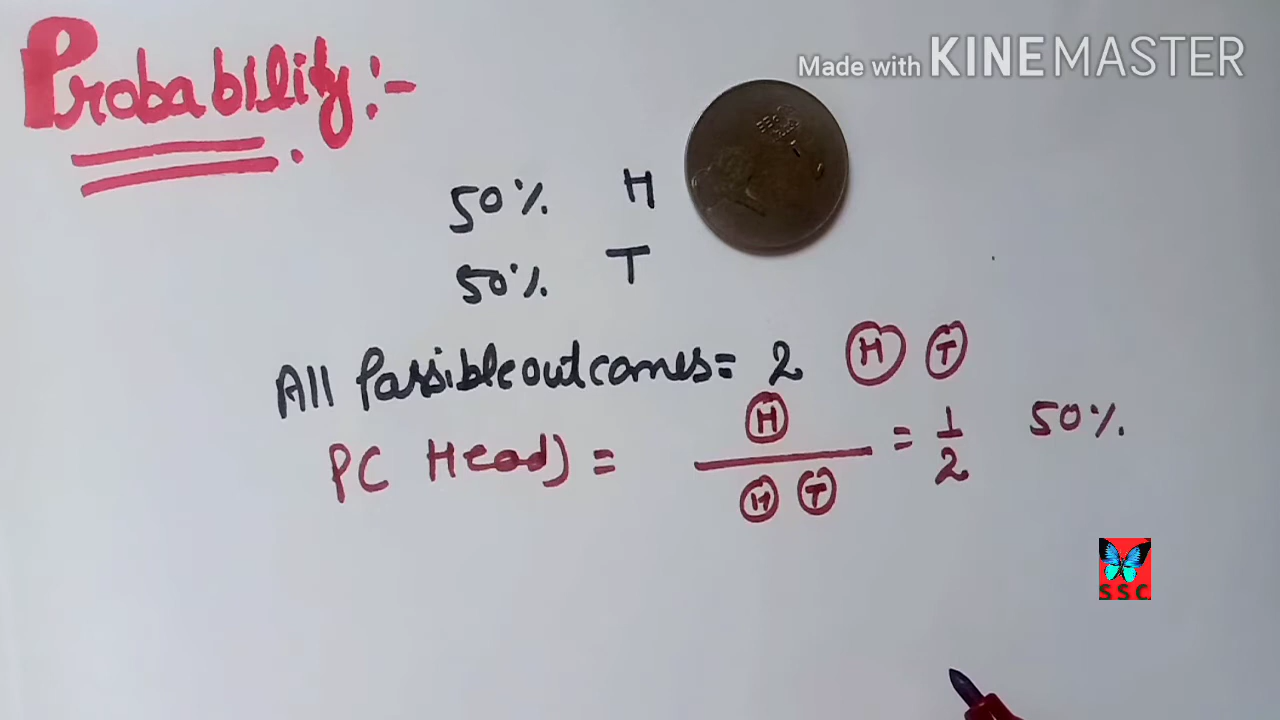 Probability:-
Made with KINEMASTER
50% H
50% T
All Possible outcomes = 2 H T
P( Head) = H / H T = 1/2 50%
SSC